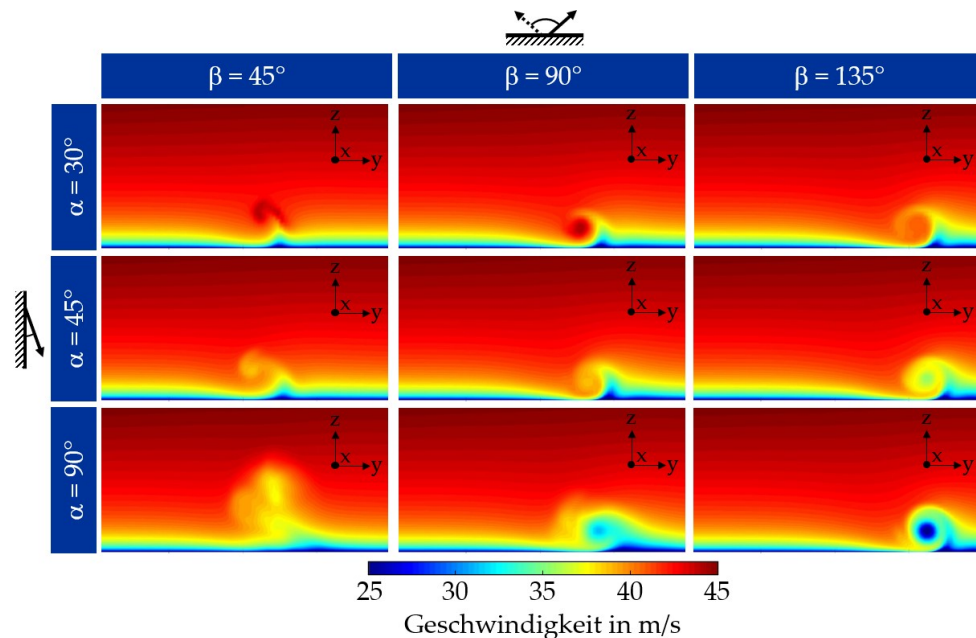 β = 45° β = 90° β = 135°
α = 30°
z z z
x y x y x y
α = 45°
z z z
x y x y x y
α = 90°
z z z
x y x y x y
25 30 35 40 45
Geschwindigkeit in m/s